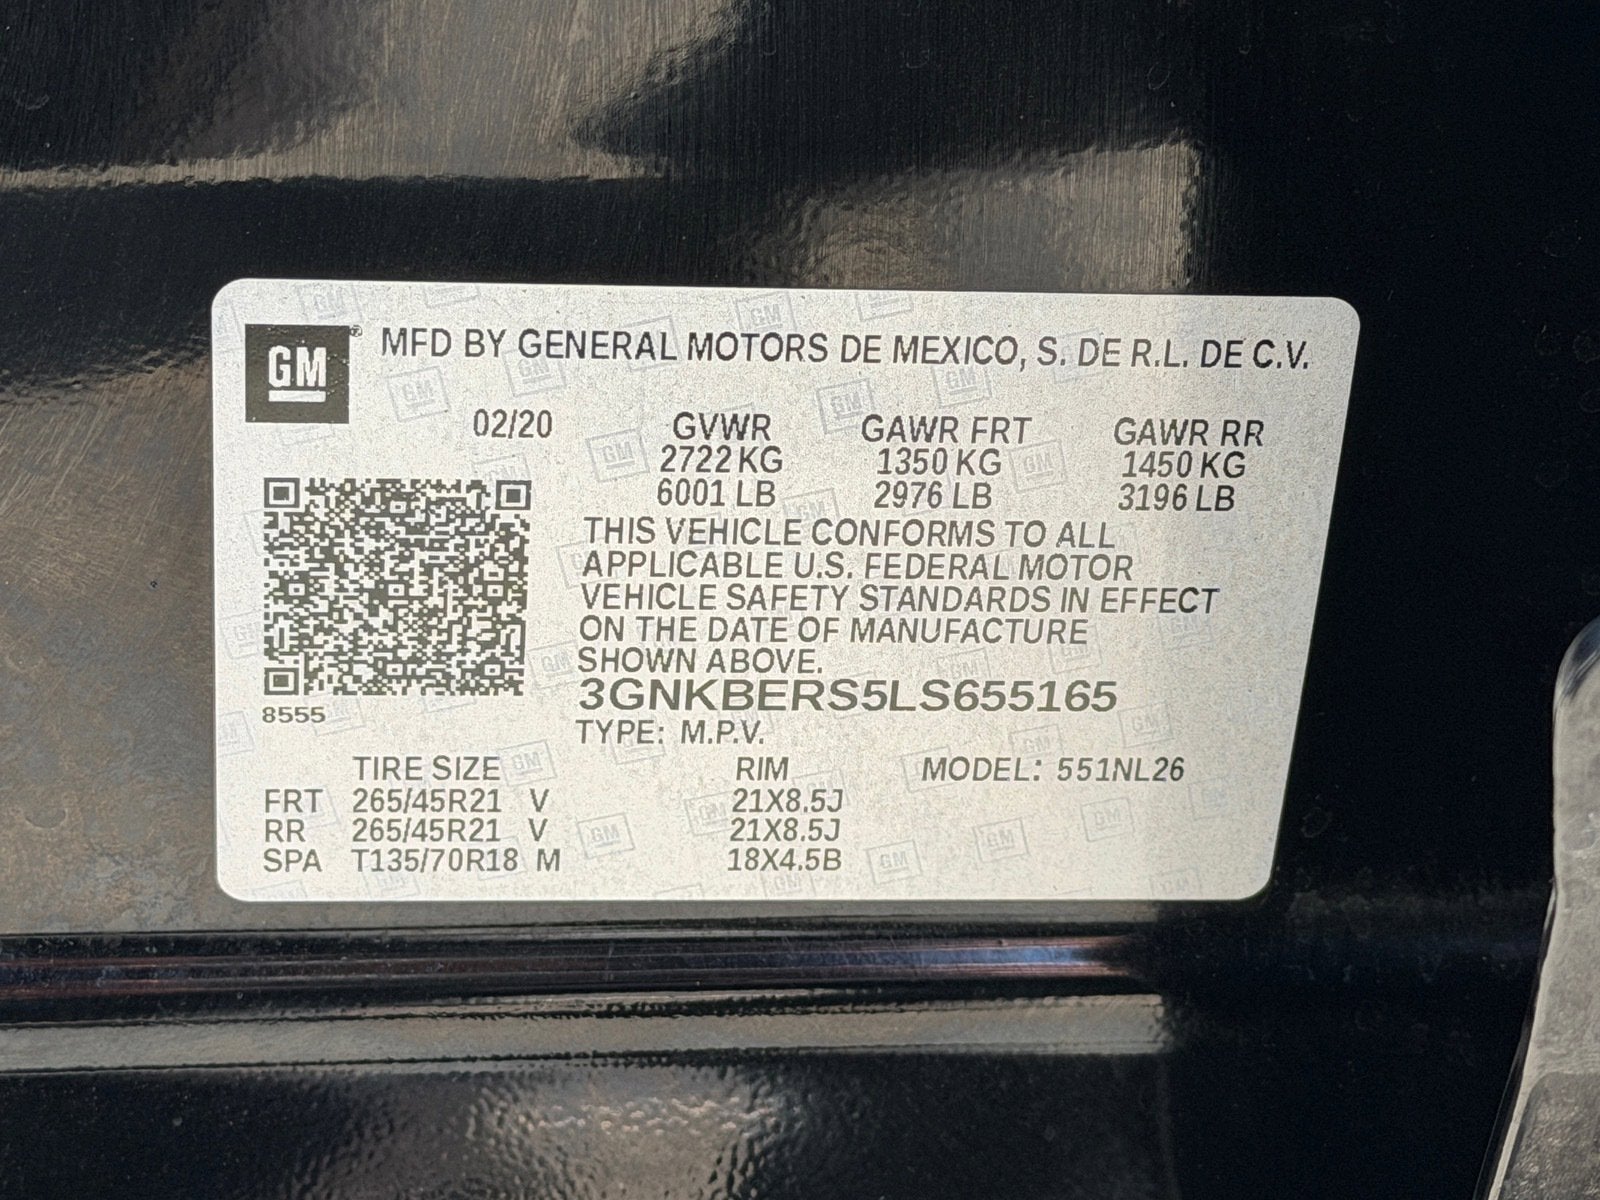 GM
MFD BY GENERAL MOTORS DE MEXICO, S. DE R.L. DE C.V.
02/20 GVWR GAWR FRT GAWR RR
2722 KG 1350 KG 1450 KG
6001 LB 2976 LB 3196 LB
THIS VEHICLE CONFORMS TO ALL
APPLICABLE U.S. FEDERAL MOTOR
VEHICLE SAFETY STANDARDS IN EFFECT
ON THE DATE OF MANUFACTURE
SHOWN ABOVE.
3GNKBERS5LS655165
8555
TYPE: M.P.V.
TIRE SIZE RIM MODEL: 551NL26
FRT 265/45R21 V 21X8.5J
RR 265/45R21 V 21X8.5J
SPA T135/70R18 M 18X4.5B